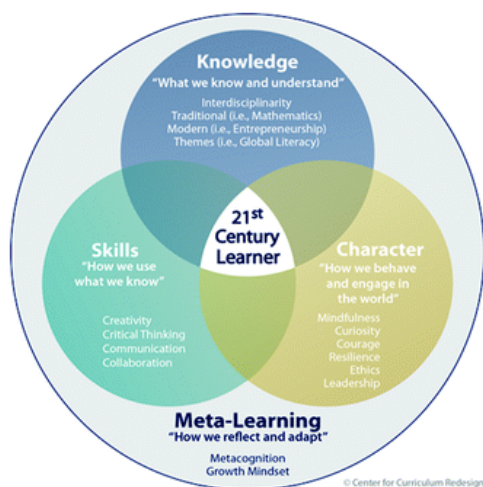 Knowledge
“What we know and understand”
Interdisciplinarity
Traditional (i.e., Mathematics)
Modern (i.e., Entrepreneurship)
Themes (i.e., Global Literacy)
21st
Century
Learner
Skills
“How we use
what we know”
Creativity
Critical Thinking
Communication
Collaboration
Character
“How we behave
and engage in
the world”
Mindfulness
Curiosity
Courage
Resilience
Ethics
Leadership
Meta-Learning
“How we reflect and adapt”
Metacognition
Growth Mindset
© Center for Curriculum Redesign